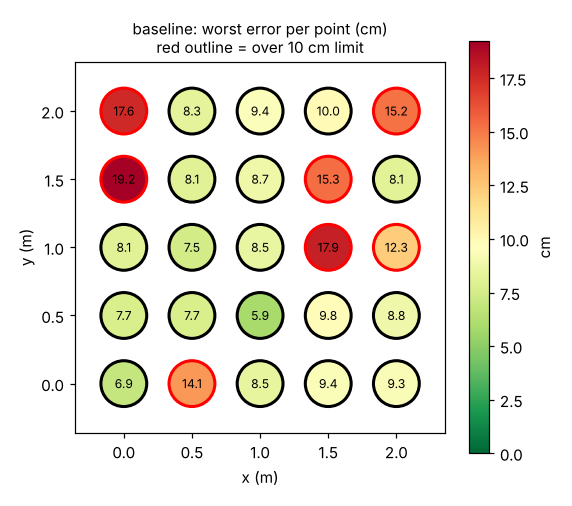 baseline: worst error per point (cm)
red outline = over 10 cm limit
2.0
17.6 8.3 9.4 10.0 15.2
1.5
19.2 8.1 8.7 15.3 8.1
1.0
8.1 7.5 8.5 17.9 12.3
0.5
7.7 7.7 5.9 9.8 8.8
0.0
6.9 14.1 8.5 9.4 9.3
0.0 0.5 1.0 1.5 2.0
x (m)
y (m)
17.5
15.0
12.5
10.0
7.5
5.0
2.5
0.0
cm